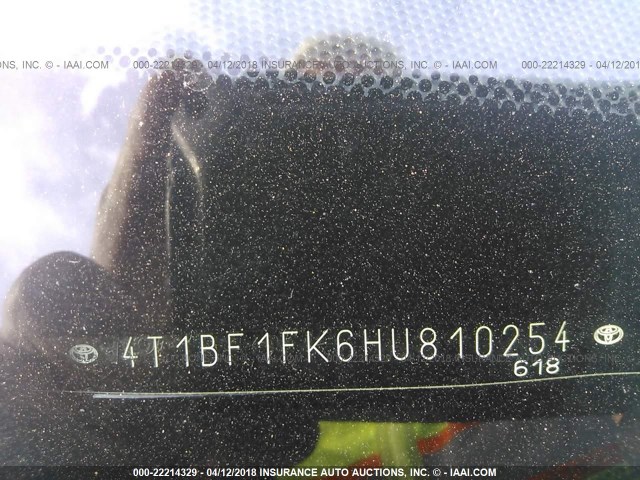 INC. © - IAAI.COM 000-22214329 - 04/12/2018 INSURANCE AUTO AUCTIONS, INC. © - IAAI.COM 000-22214329 - 04/12/2018
4T1BF1FK6HU810254
618
000-22214329 - 04/12/2018 INSURANCE AUTO AUCTIONS, INC. © - IAAI.COM